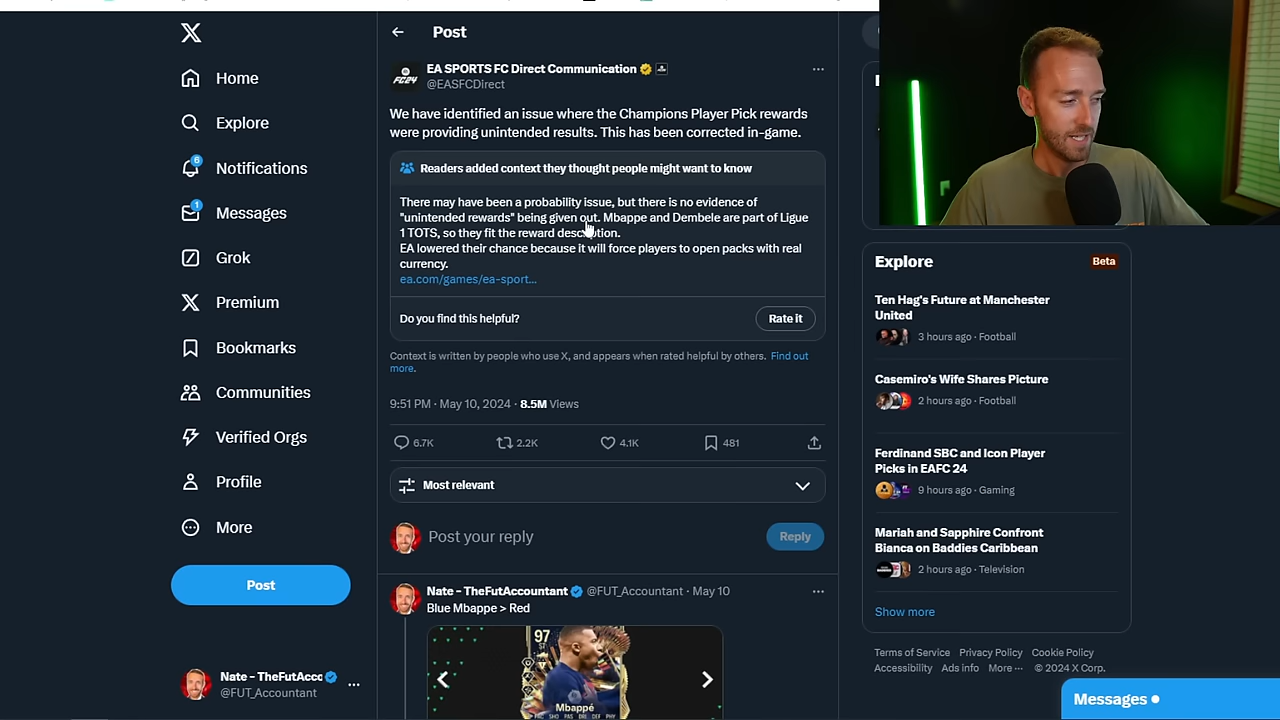 Home
Explore
6
Notifications
1
Messages
Grok
Premium
Bookmarks
Communities
Verified Orgs
Profile
More
Post
Nate - TheFutAcc
@FUT_Accountant
Post
EA SPORTS FC Direct Communication
@EASFCDirect
FC24
We have identified an issue where the Champions Player Pick rewards
were providing unintended results. This has been corrected in-game.
Readers added context they thought people might want to know
There may have been a probability issue, but there is no evidence of
"unintended rewards" being given out. Mbappe and Dembele are part of Ligue
1 TOTS, so they fit the reward description.
EA lowered their chance because it will force players to open packs with real
currency.
ea.com/games/ea-sport...
Do you find this helpful?
Rate it
Context is written by people who use X, and appears when rated helpful by others. Find out
more.
9:51 PM · May 10, 2024 · 8.5M Views
6.7K
2.2K
4.1K
481
Most relevant
Post your reply
Reply
Nate - TheFutAccountant @FUT_Accountant · May 10
Blue Mbappe > Red
97
ST
Mbappé
PAC SHO PAS DRI DEF PHY
Explore
Beta
Ten Hag's Future at Manchester
United
3 hours ago · Football
Casemiro's Wife Shares Picture
2 hours ago · Football
Ferdinand SBC and Icon Player
Picks in EAFC 24
9 hours ago · Gaming
Mariah and Sapphire Confront
Bianca on Baddies Caribbean
2 hours ago · Television
Show more
Terms of Service Privacy Policy Cookie Policy
Accessibility Ads info More ··· © 2024 X Corp.
Messages